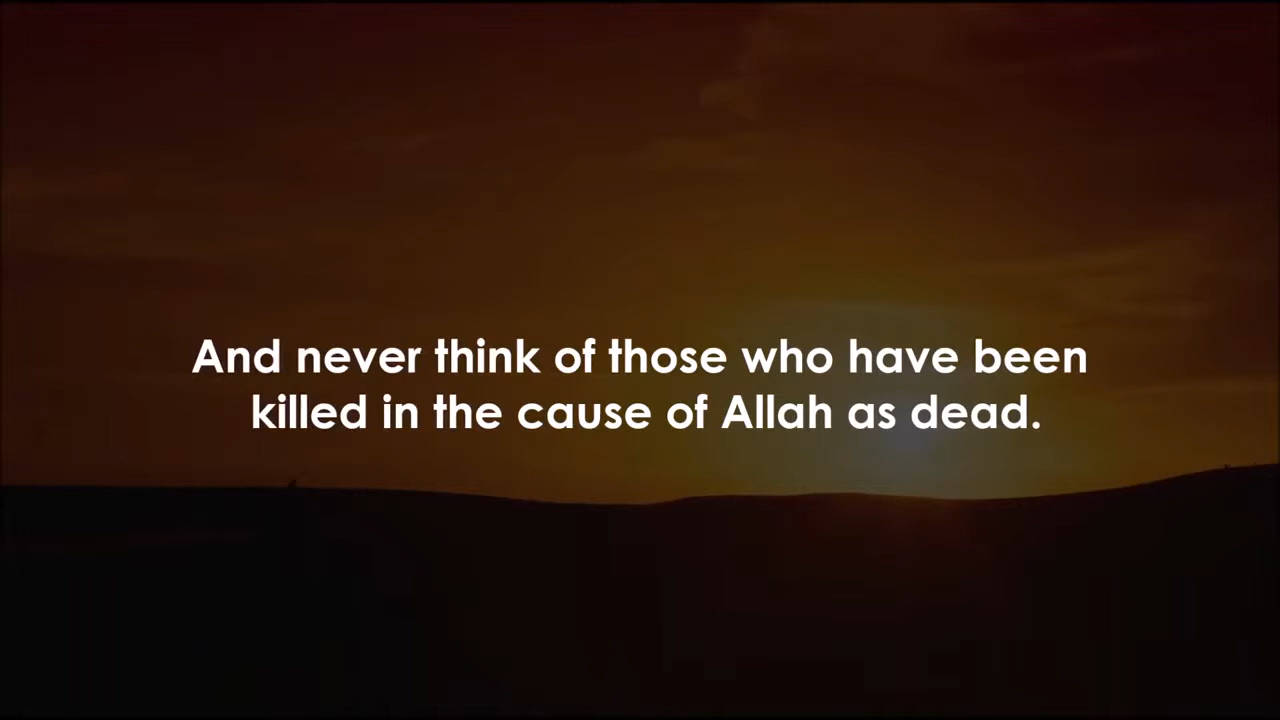 And never think of those who have been
killed in the cause of Allah as dead.